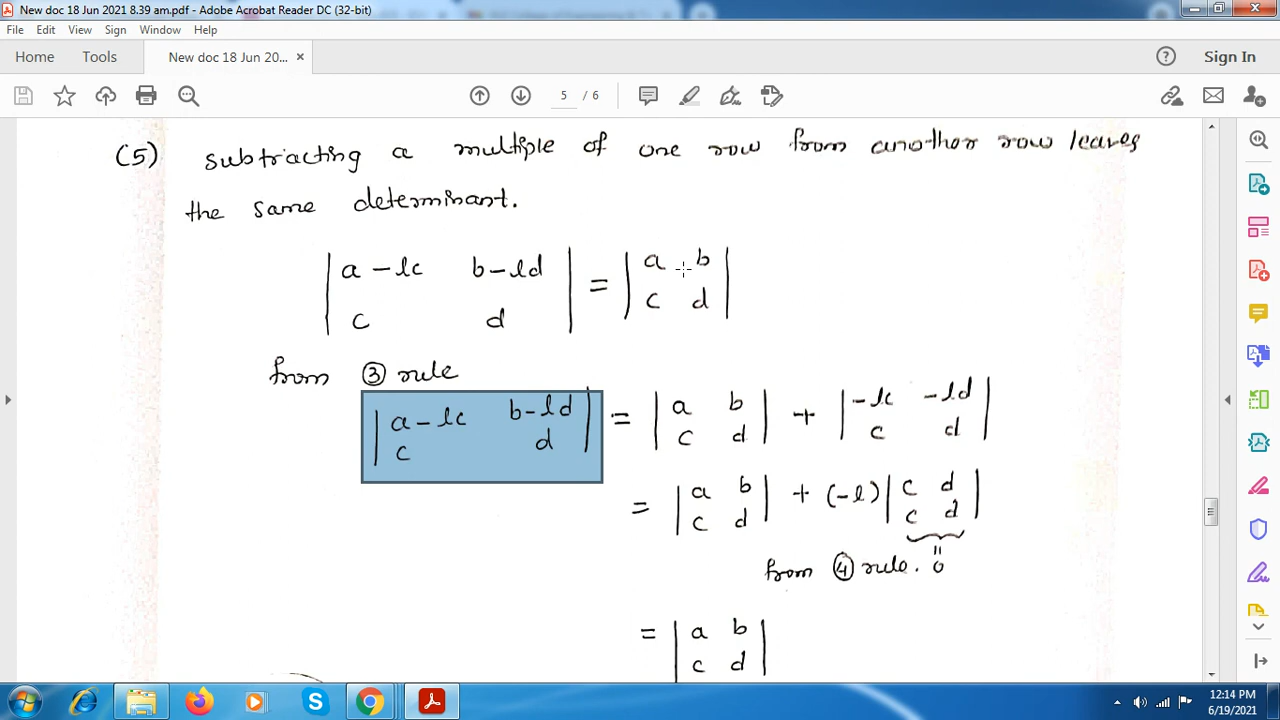 New doc 18 Jun 2021 8.39 am.pdf - Adobe Acrobat Reader DC (32-bit)
File Edit View Sign Window Help
Home Tools New doc 18 Jun 20... × Sign In
5 / 6
(5) subtracting a multiple of one row from another row leaves
the same determinant.
| a - lc b - ld | = | a b |
| c d | | c d |
from ③ rule
| a - lc b - ld | = | a b | + | -lc -ld |
| c d | | c d | | c d |
= | a b | + (-l) | c d |
| c d | | c d |
from ④ rule. 0
= | a b |
| c d |
12:14 PM
6/19/2021